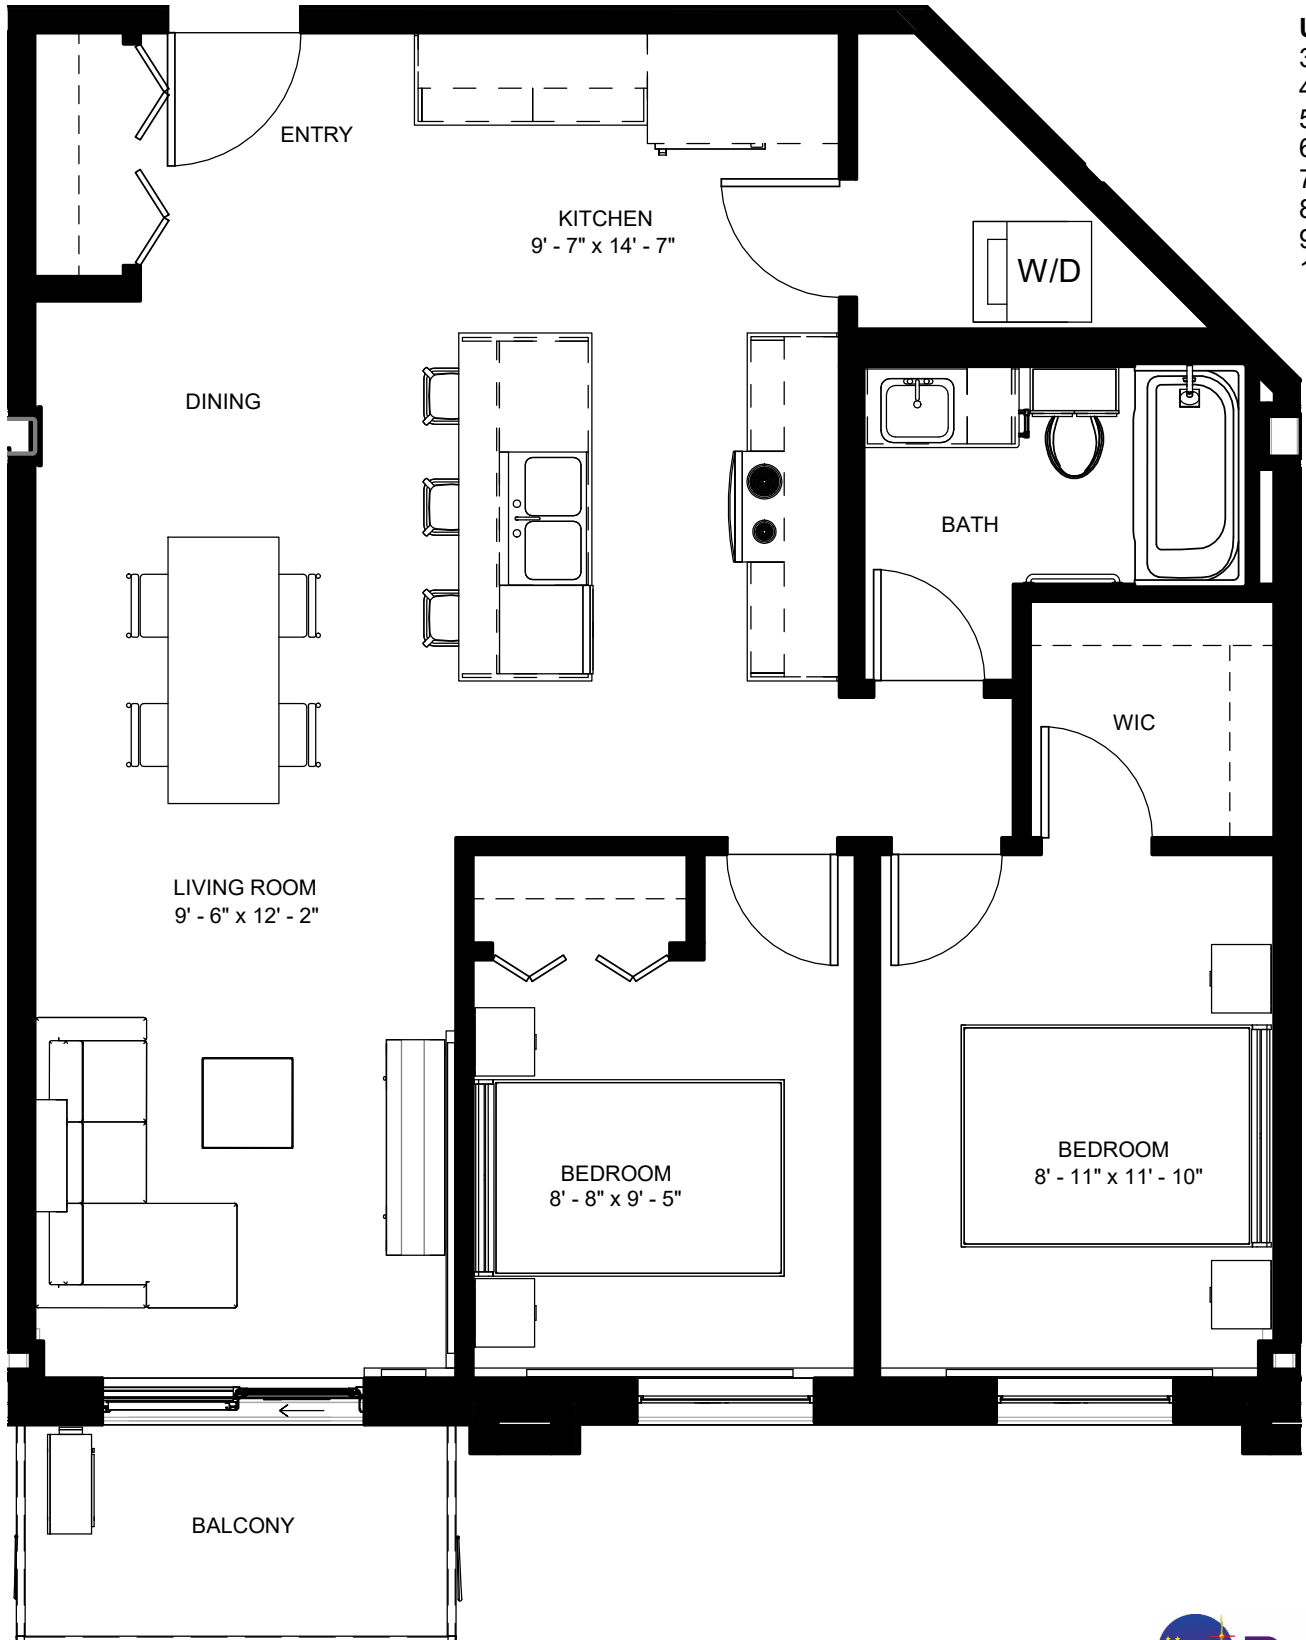 ENTRY
KITCHEN
9' - 7" x 14' - 7"
W/D
DINING
BATH
WIC
LIVING ROOM
9' - 6" x 12' - 2"
BEDROOM
8' - 8" x 9' - 5"
BEDROOM
8' - 11" x 11' - 10"
BALCONY